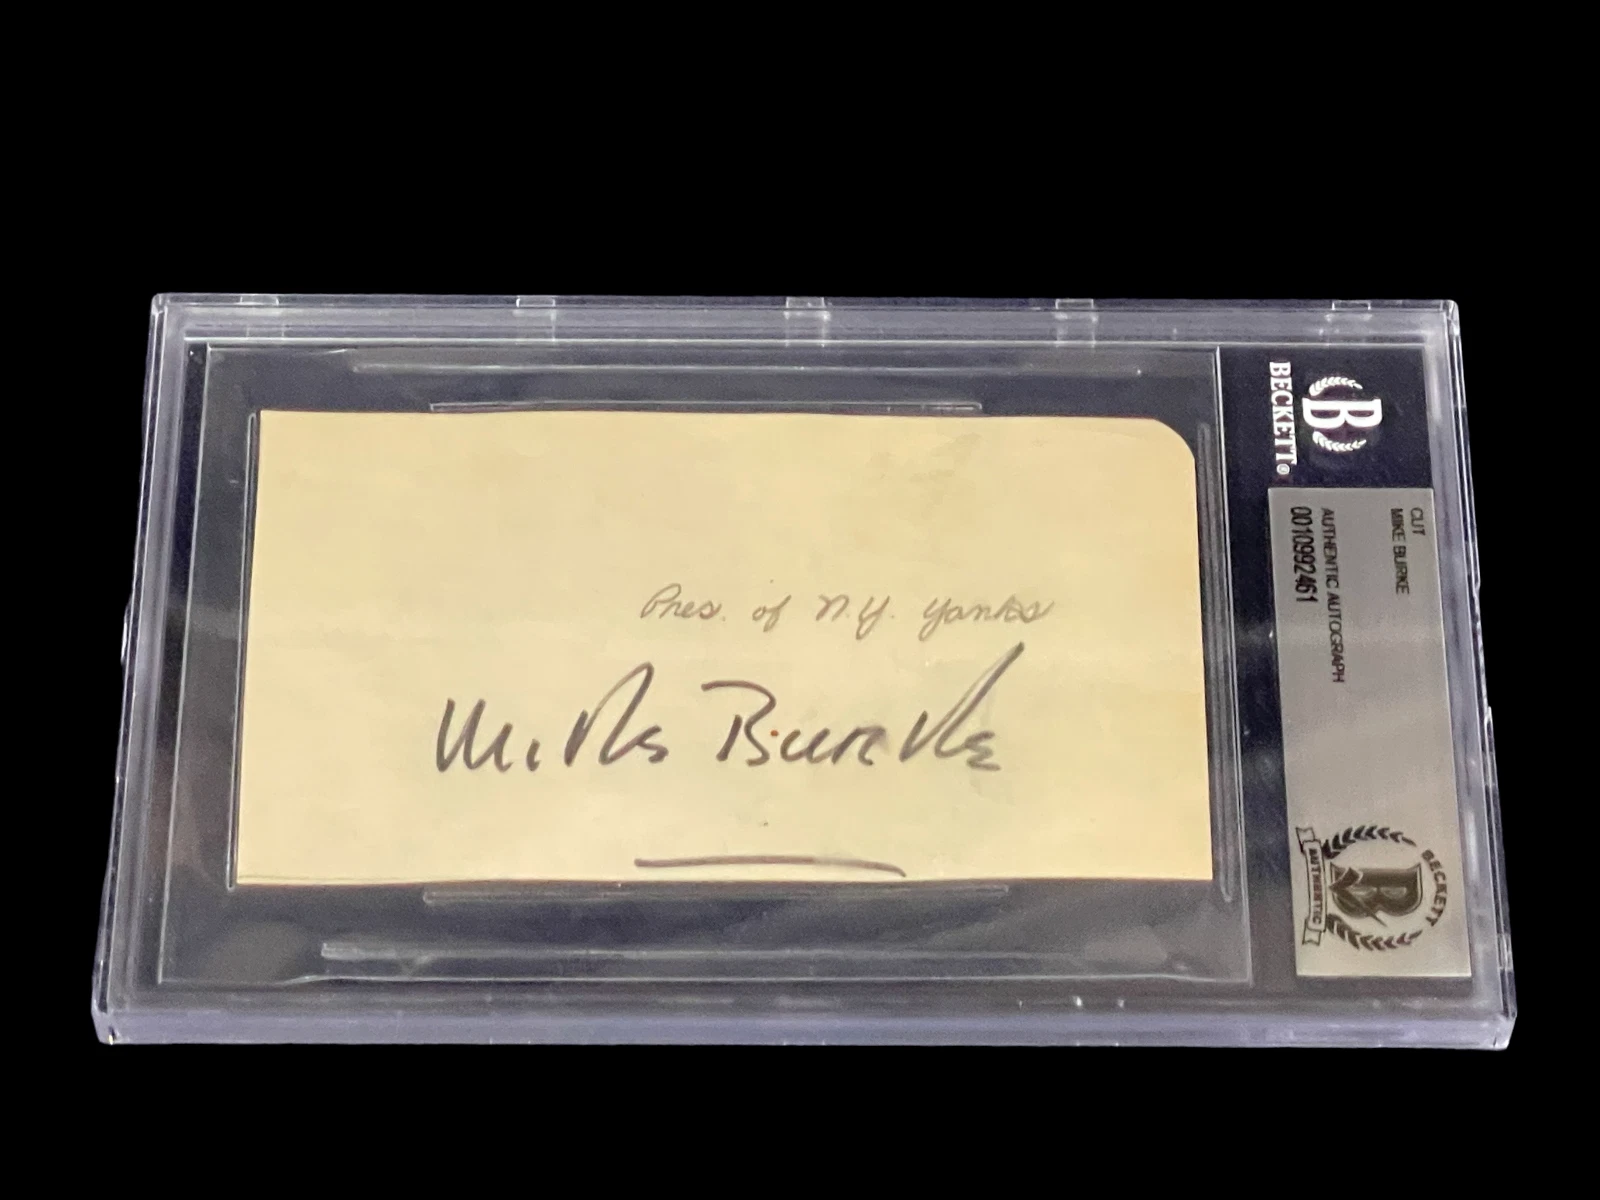 Pres. of N.Y. Yanks
Mike Burke
BECKETT®
B
CUT
MIKE BURKE
AUTHENTIC AUTOGRAPH
0010992461
BECKETT
B
AUTHENTIC